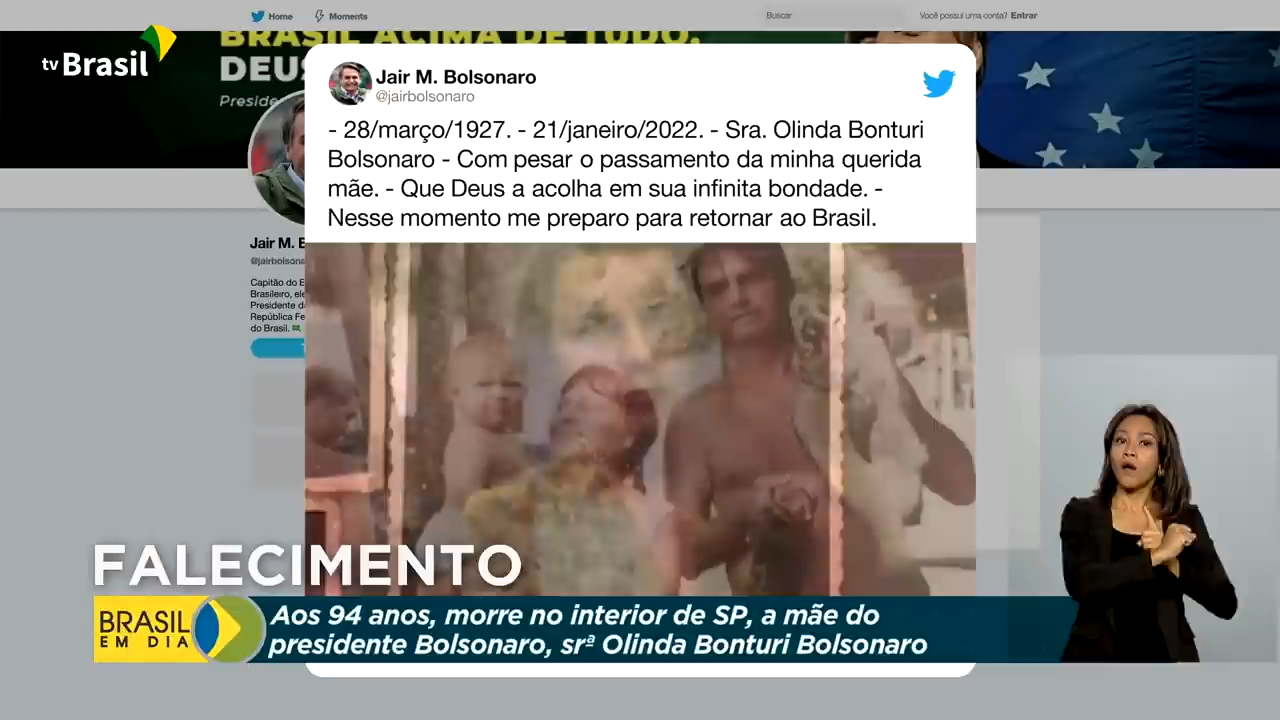 Home
Moments
Buscar
Você possui uma conta? Entrar
tv Brasil
BRASIL ACIMA DE TUDO,
DEUS
Preside
Jair M. Bolsonaro
@jairbolsonaro
- 28/março/1927. - 21/janeiro/2022. - Sra. Olinda Bonturi
Bolsonaro - Com pesar o passamento da minha querida
mãe. - Que Deus a acolha em sua infinita bondade. -
Nesse momento me preparo para retornar ao Brasil.
Jair M. B
@jairbolsona
Capitão do E
Brasileiro, ele
Presidente d
República Fe
do Brasil.
FALECIMENTO
BRASIL
EM DIA
Aos 94 anos, morre no interior de SP, a mãe do
presidente Bolsonaro, srª Olinda Bonturi Bolsonaro